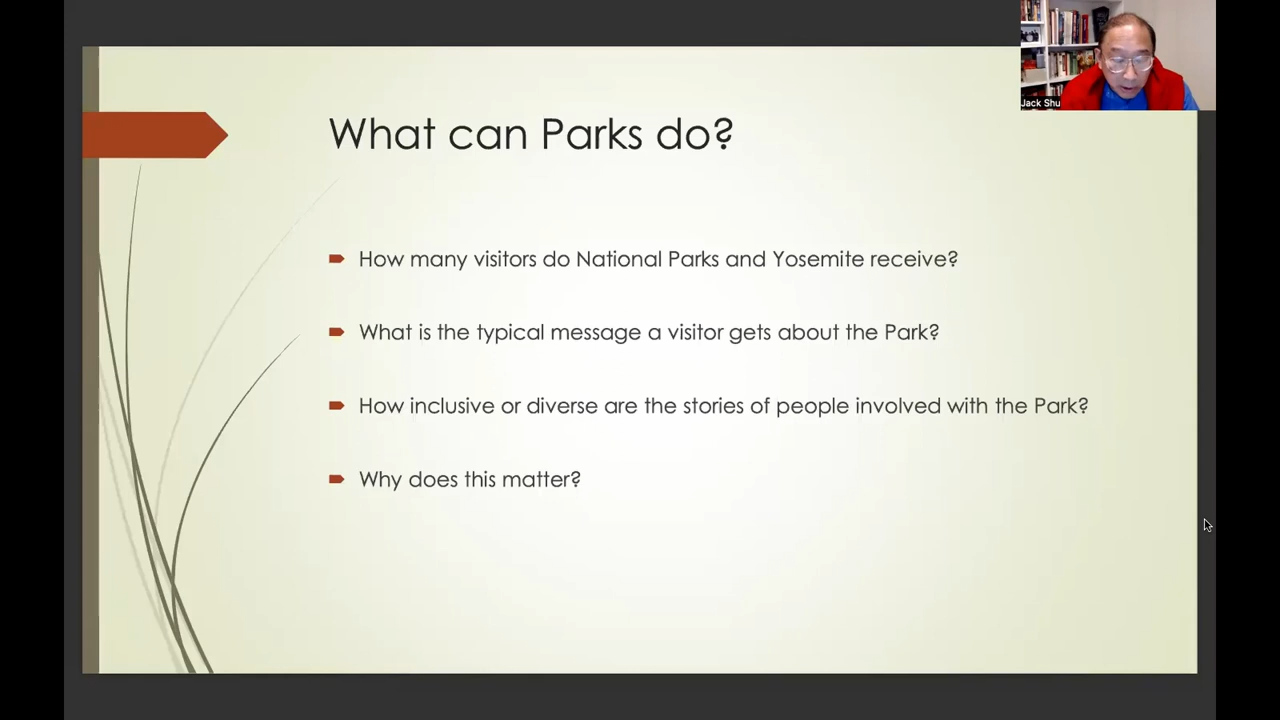 Jack Shu
What can Parks do?
How many visitors do National Parks and Yosemite receive?
What is the typical message a visitor gets about the Park?
How inclusive or diverse are the stories of people involved with the Park?
Why does this matter?